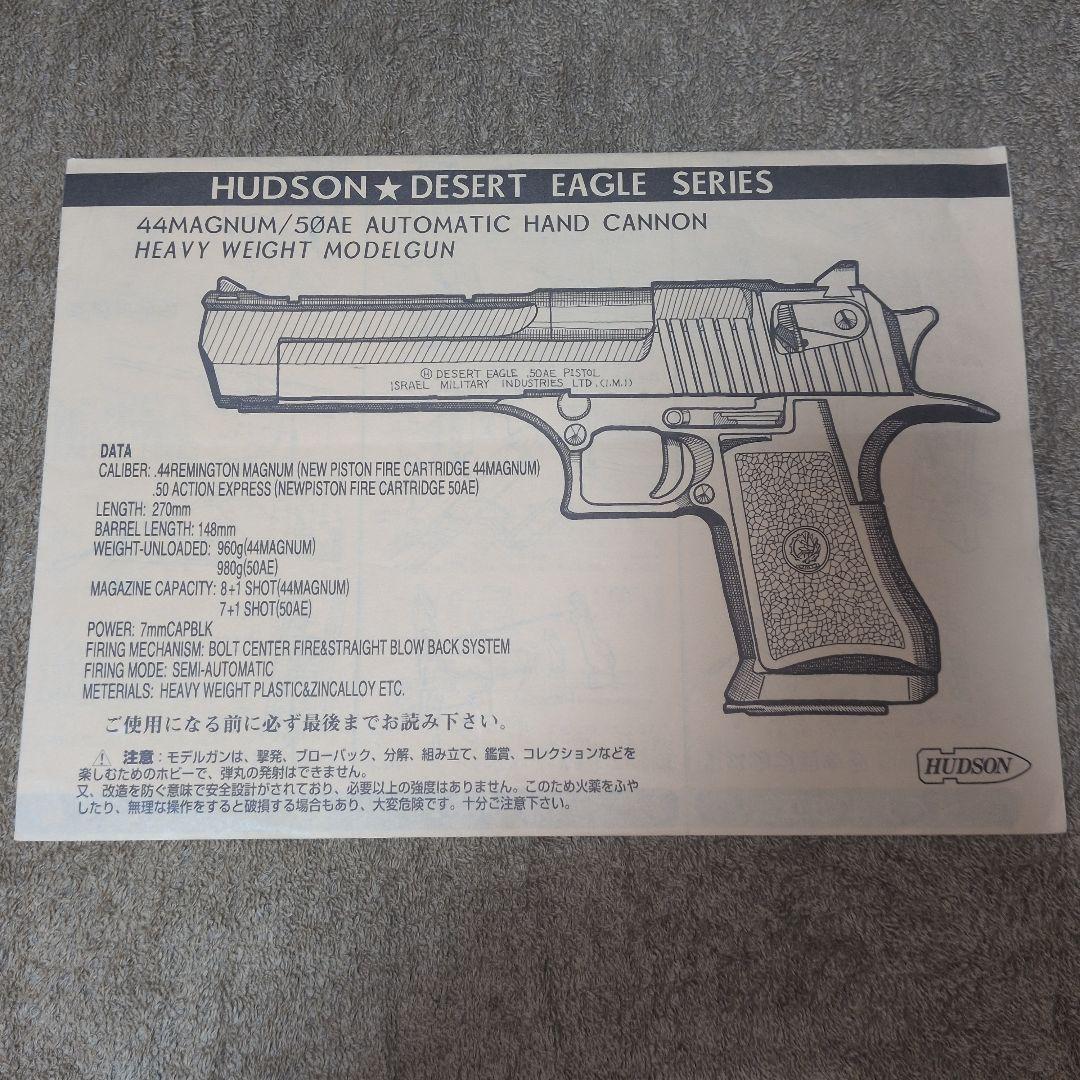 HUDSON★DESERT EAGLE SERIES
44MAGNUM/50AE AUTOMATIC HAND CANNON
HEAVY WEIGHT MODELGUN
Ⓗ DESERT EAGLE .50AE PISTOL
ISRAEL MILITARY INDUSTRIES LTD.(I.M.I)
DATA
CALIBER: .44REMINGTON MAGNUM (NEW PISTON FIRE CARTRIDGE 44MAGNUM)
.50 ACTION EXPRESS (NEWPISTON FIRE CARTRIDGE 50AE)
LENGTH: 270mm
BARREL LENGTH: 148mm
WEIGHT-UNLOADED: 960g(44MAGNUM)
980g(50AE)
MAGAZINE CAPACITY: 8+1 SHOT(44MAGNUM)
7+1 SHOT(50AE)
POWER: 7mmCAPBLK
FIRING MECHANISM: BOLT CENTER FIRE&STRAIGHT BLOW BACK SYSTEM
FIRING MODE: SEMI-AUTOMATIC
METERIALS: HEAVY WEIGHT PLASTIC&ZINCALLOY ETC.
ご使用になる前に必ず最後までお読み下さい。
⚠ 注意：モデルガンは、撃発、ブローバック、分解、組み立て、鑑賞、コレクションなどを
楽しむためのホビーで、弾丸の発射はできません。
又、改造を防ぐ意味で安全設計がされており、必要以上の強度はありません。このため火薬をふや
したり、無理な操作をすると破損する場合もあり、大変危険です。十分ご注意下さい。
HUDSON